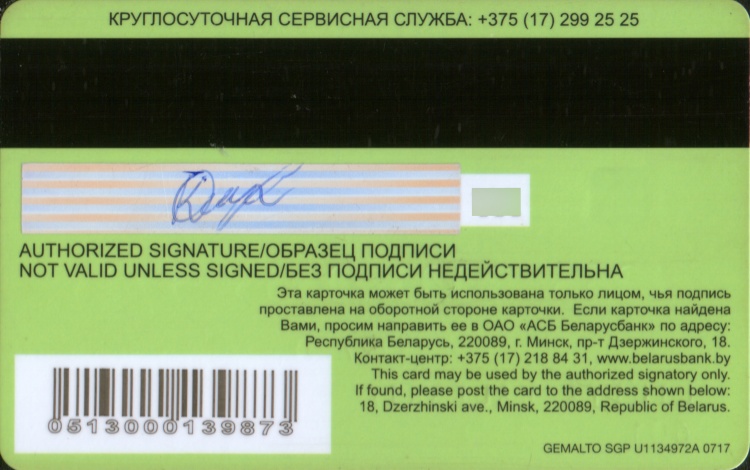 КРУГЛОСУТОЧНАЯ СЕРВИСНАЯ СЛУЖБА: +375 (17) 299 25 25
AUTHORIZED SIGNATURE/ОБРАЗЕЦ ПОДПИСИ
NOT VALID UNLESS SIGNED/БЕЗ ПОДПИСИ НЕДЕЙСТВИТЕЛЬНА
Эта карточка может быть использована только лицом, чья подпись
проставлена на оборотной стороне карточки. Если карточка найдена
Вами, просим направить ее в ОАО «АСБ Беларусбанк» по адресу:
Республика Беларусь, 220089, г. Минск, пр-т Дзержинского, 18.
Контакт-центр: +375 (17) 218 84 31, www.belarusbank.by
This card may be used by the authorized signatory only.
If found, please post the card to the address shown below:
18, Dzerzhinski ave., Minsk, 220089, Republic of Belarus.
0513000139873
GEMALTO SGP U1134972A 0717